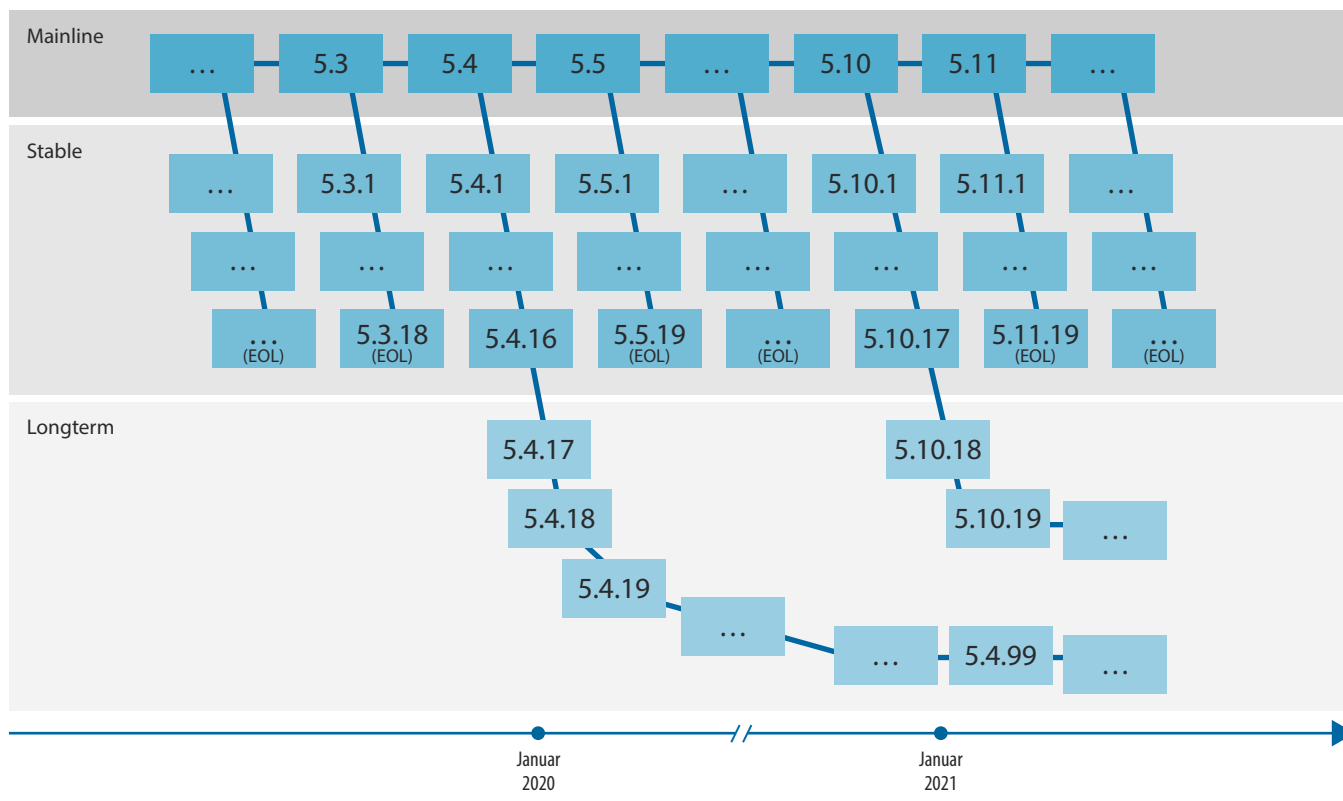 Mainline
… 5.3 5.4 5.5 … 5.10 5.11 …
Stable
… 5.3.1 5.4.1 5.5.1 … 5.10.1 5.11.1 …
… … … … … … … …
… 5.3.18 5.4.16 5.5.19 … 5.10.17 5.11.19 …
(EOL) (EOL) (EOL) (EOL) (EOL) (EOL)
Longterm
5.4.17 5.10.18
5.4.18 5.10.19 …
5.4.19
…
… 5.4.99 …
Januar Januar
2020 2021